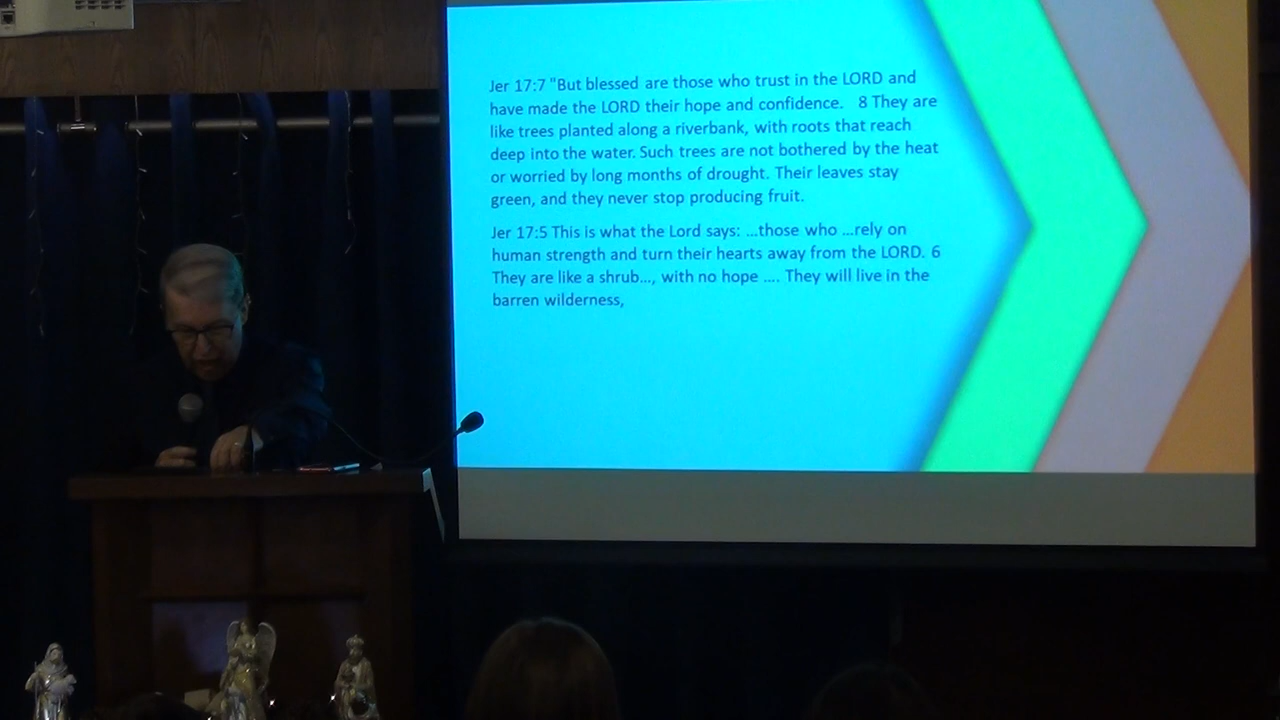 Jer 17:7 "But blessed are those who trust in the LORD and
have made the LORD their hope and confidence. 8 They are
like trees planted along a riverbank, with roots that reach
deep into the water. Such trees are not bothered by the heat
or worried by long months of drought. Their leaves stay
green, and they never stop producing fruit.
Jer 17:5 This is what the Lord says: ...those who ...rely on
human strength and turn their hearts away from the LORD. 6
They are like a shrub..., with no hope .... They will live in the
barren wilderness,